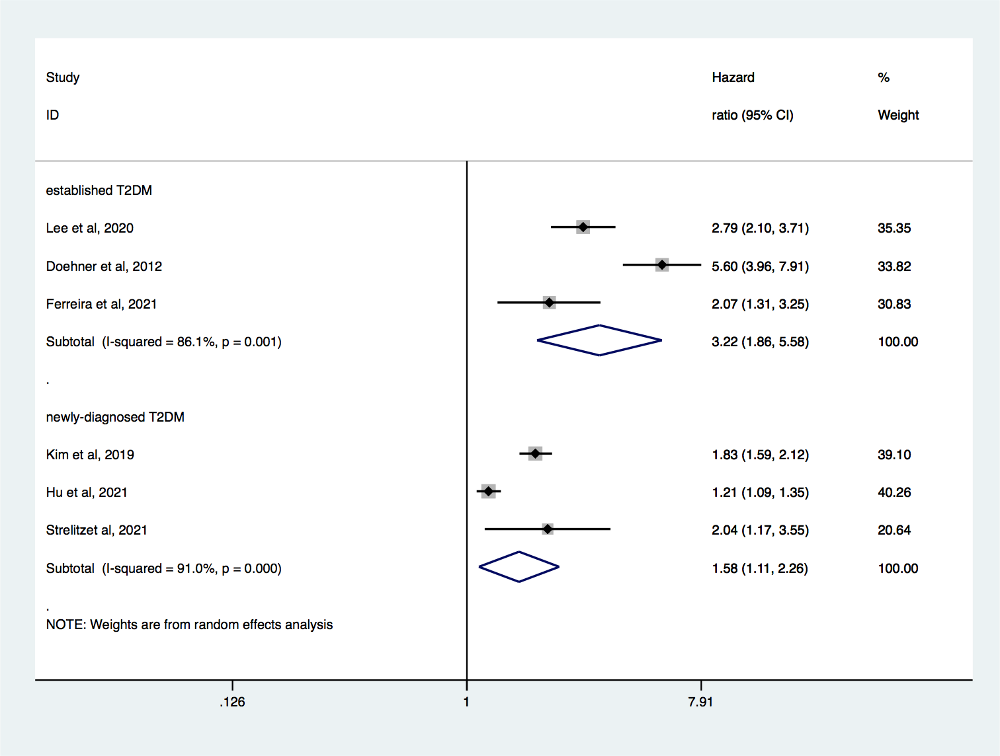 Study Hazard %
ID ratio (95% CI) Weight
established T2DM
Lee et al, 2020 2.79 (2.10, 3.71) 35.35
Doehner et al, 2012 5.60 (3.96, 7.91) 33.82
Ferreira et al, 2021 2.07 (1.31, 3.25) 30.83
Subtotal (I-squared = 86.1%, p = 0.001) 3.22 (1.86, 5.58) 100.00
.
newly-diagnosed T2DM
Kim et al, 2019 1.83 (1.59, 2.12) 39.10
Hu et al, 2021 1.21 (1.09, 1.35) 40.26
Strelitzet al, 2021 2.04 (1.17, 3.55) 20.64
Subtotal (I-squared = 91.0%, p = 0.000) 1.58 (1.11, 2.26) 100.00
.
NOTE: Weights are from random effects analysis
.126 1 7.91